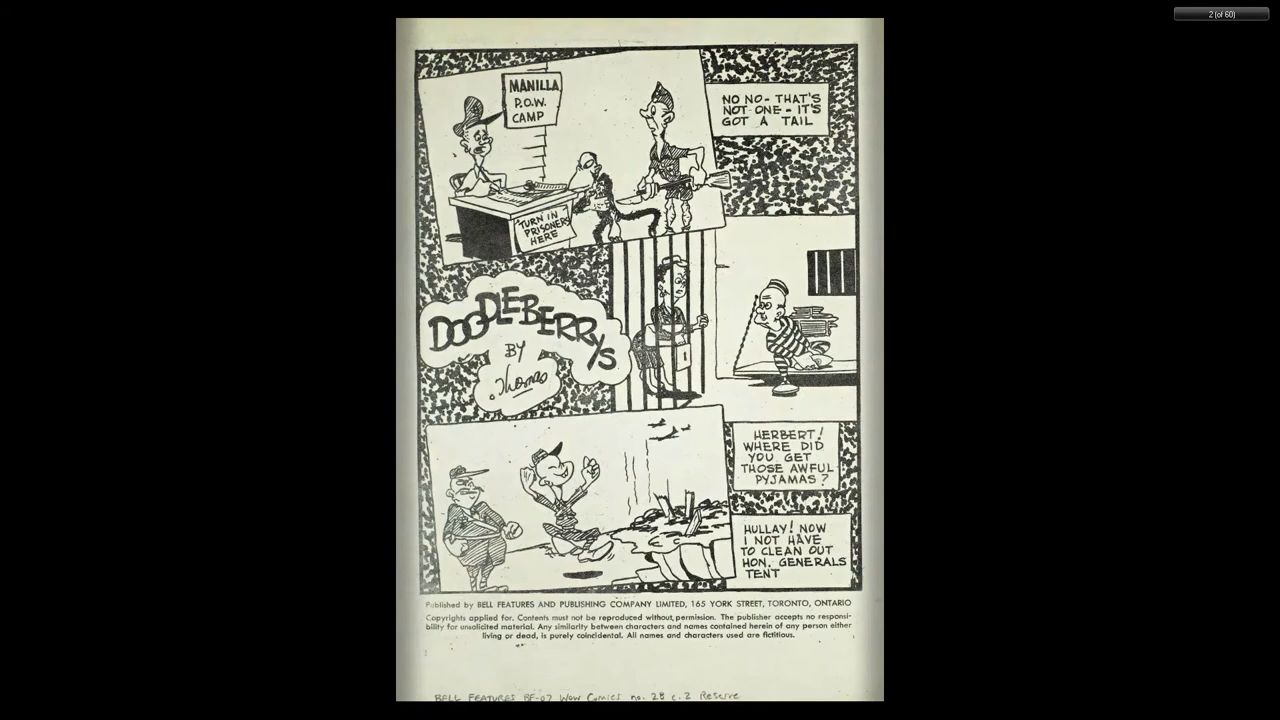 2 (of 60)
MANILLA
P.O.W.
CAMP
NO NO - THAT'S
NOT ONE - IT'S
GOT A TAIL
TURN IN
PRISONERS
HERE
DOODLEBERRYS
BY
Thomas
HERBERT!
WHERE DID
YOU GET
THOSE AWFUL
PYJAMAS?
HULLAY! NOW
I NOT HAVE
TO CLEAN OUT
HON. GENERALS
TENT
Published by BELL FEATURES AND PUBLISHING COMPANY LIMITED, 165 YORK STREET, TORONTO, ONTARIO
Copyrights applied for. Contents must not be reproduced without permission. The publisher accepts no responsi-
bility for unsolicited material. Any similarity between characters and names contained herein of any person either
living or dead, is purely coincidental. All names and characters used are fictitious.
BELL FEATURES BF-07 Wow Comics no. 28 c. 2 Reserve